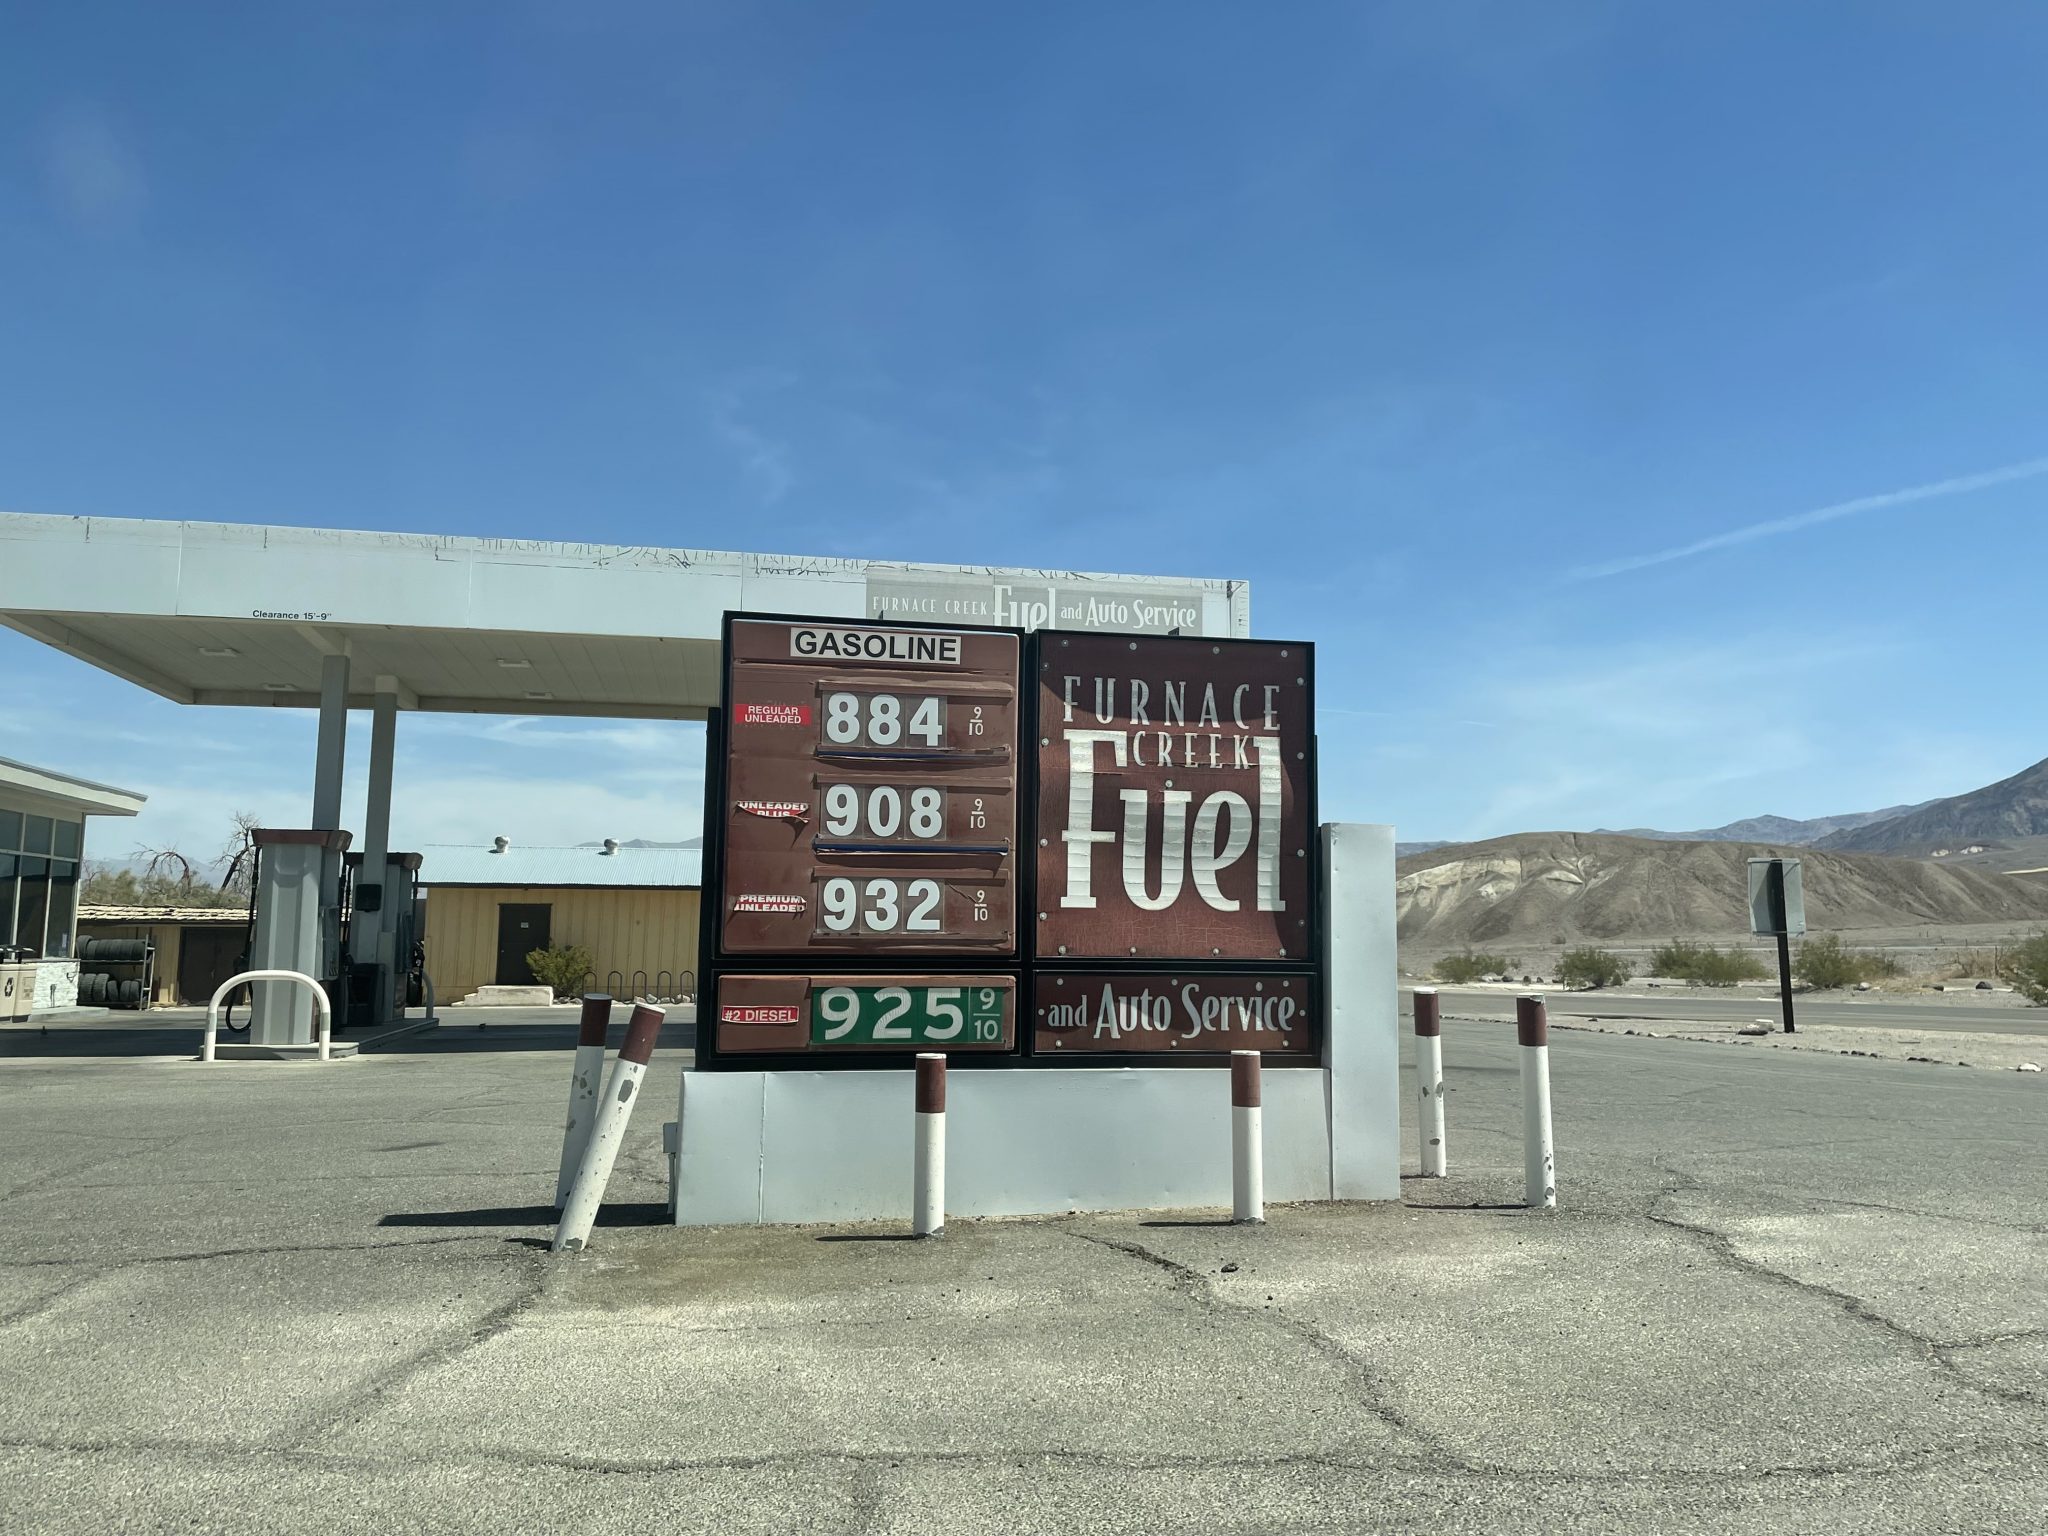 Clearance 15'-9"
FURNACE CREEK Fuel and Auto Service
GASOLINE
REGULAR
UNLEADED
884 9/10
UNLEADED
PLUS
908 9/10
PREMIUM
UNLEADED
932 9/10
#2 DIESEL
925 9/10
FURNACE
CREEK
Fuel
and Auto Service